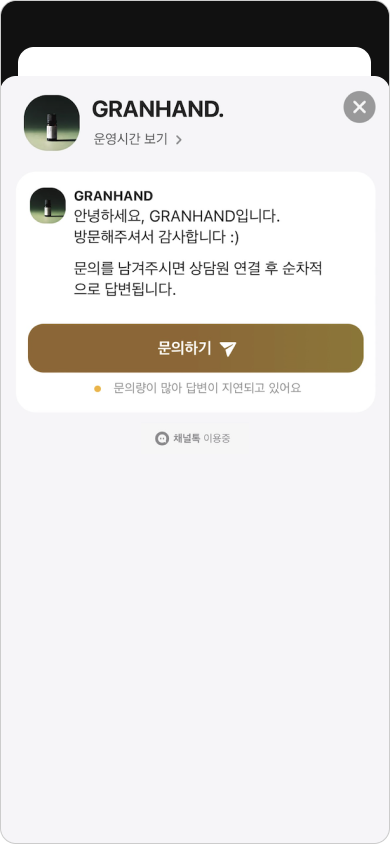 GRANHAND.
운영시간 보기
GRANHAND
안녕하세요, GRANHAND입니다.
방문해주셔서 감사합니다 :)
문의를 남겨주시면 상담원 연결 후 순차적
으로 답변됩니다.
문의하기
문의량이 많아 답변이 지연되고 있어요
채널톡 이용중